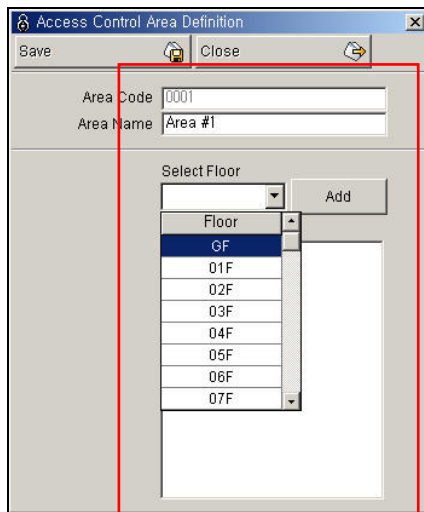 Access Control Area Definition
Save Close
Area Code 0001
Area Name Area #1
Select Floor
Add
Floor
GF
01F
02F
03F
04F
05F
06F
07F